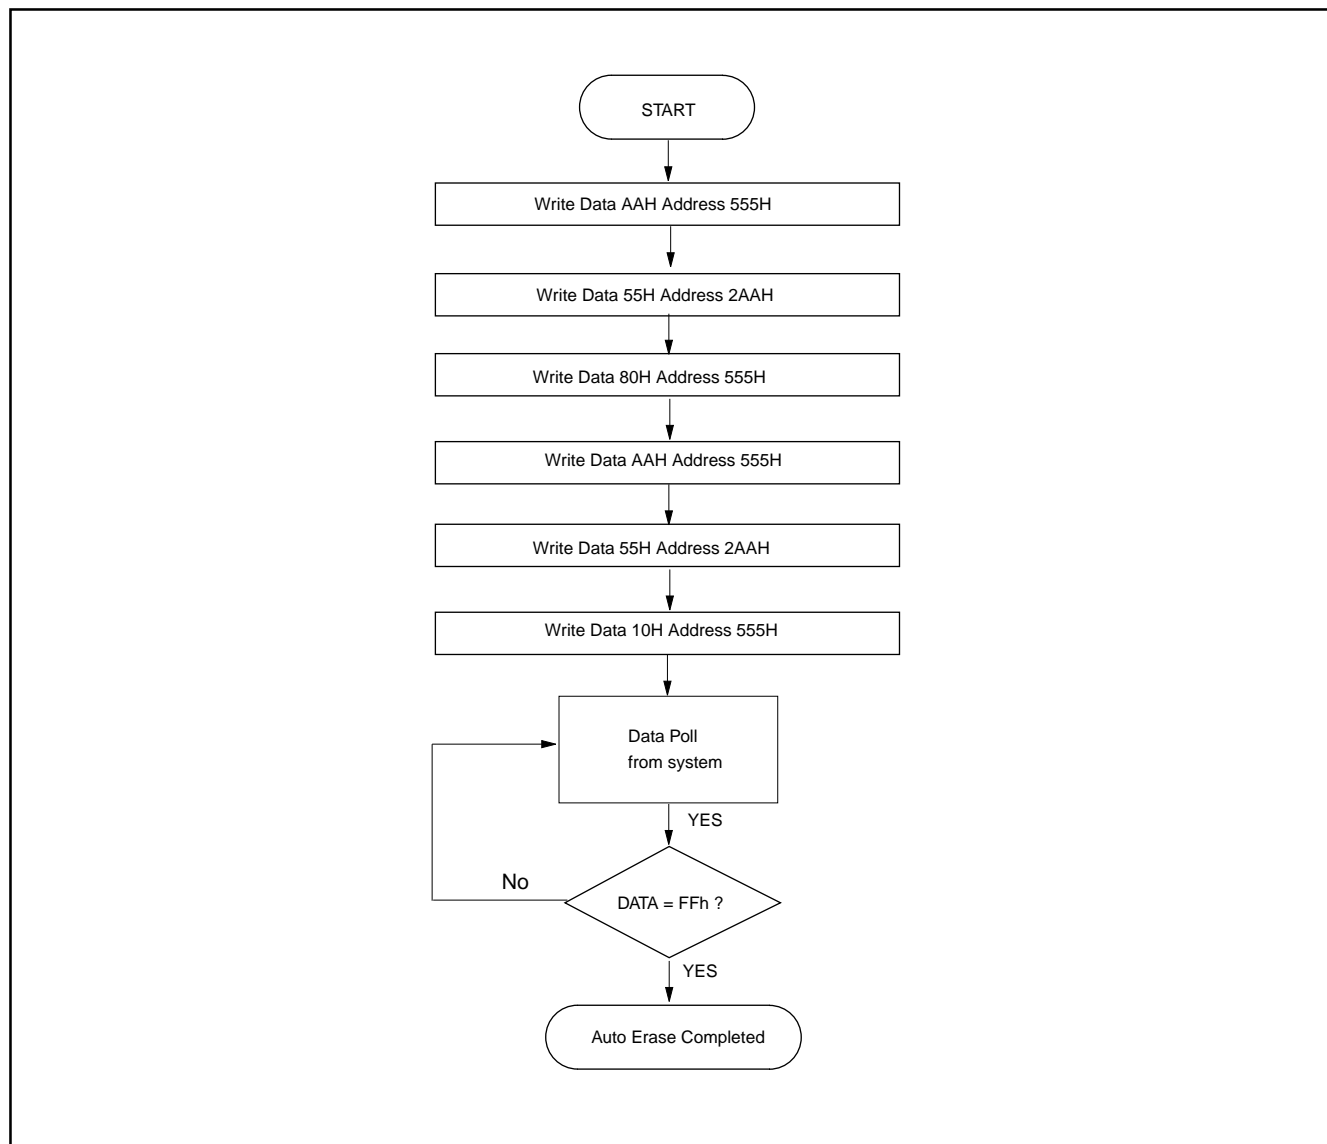 START
Write Data AAH Address 555H
Write Data 55H Address 2AAH
Write Data 80H Address 555H
Write Data AAH Address 555H
Write Data 55H Address 2AAH
Write Data 10H Address 555H
Data Poll
from system
YES
No
DATA = FFh ?
YES
Auto Erase Completed